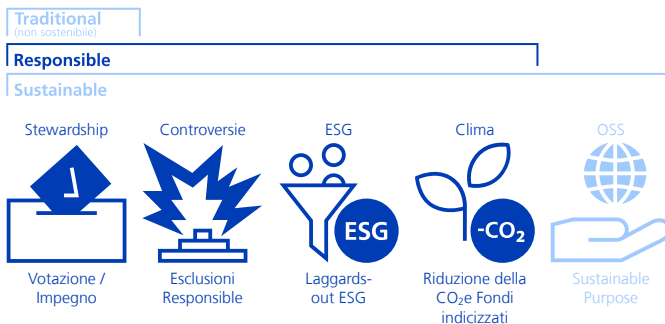 Traditional
(non sostenibile)
Responsible
Sustainable
Stewardship
Controversie
ESG
Clima
OSS
ESG
-CO₂
Votazione /
Impegno
Esclusioni
Responsible
Laggards-
out ESG
Riduzione della
CO₂e Fondi
indicizzati
Sustainable
Purpose